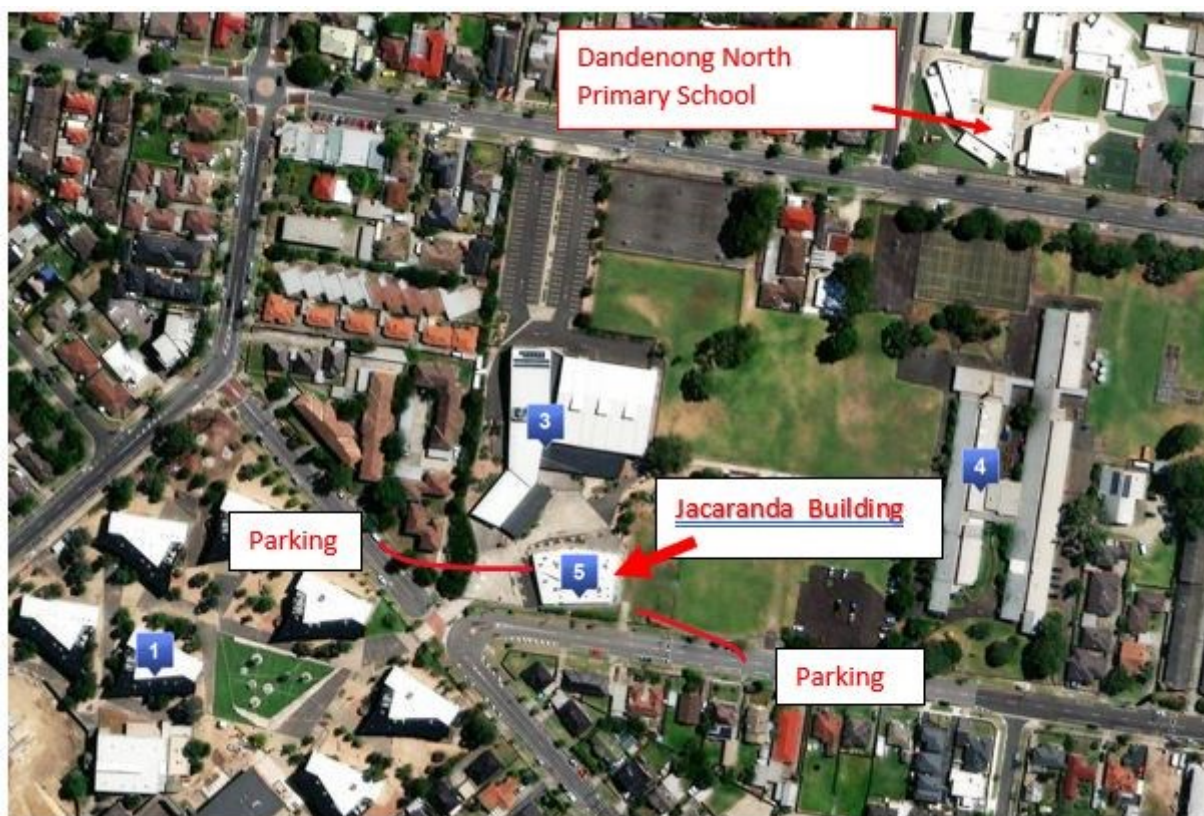 Dandenong North
Primary School
3
4
Jacaranda Building
Parking
5
1
Parking